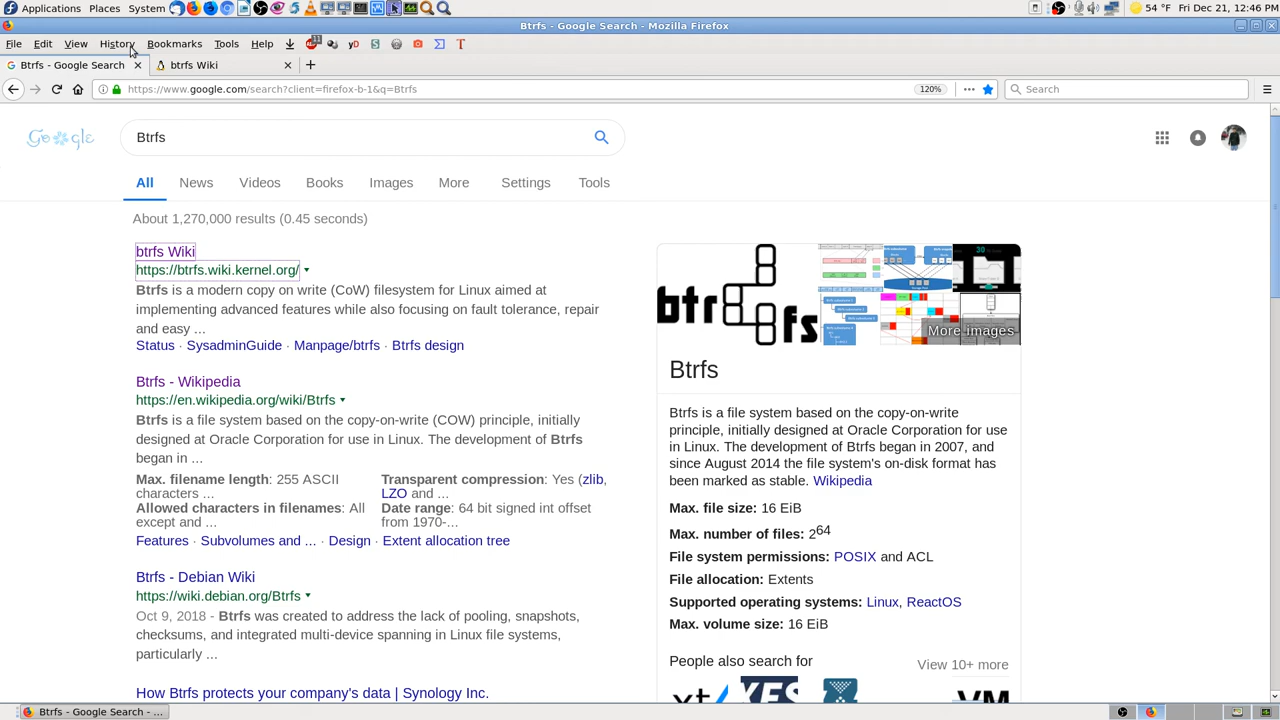 Applications Places System 54 °F Fri Dec 21, 12:46 PM
Btrfs - Google Search - Mozilla Firefox
File Edit View History Bookmarks Tools Help
Btrfs - Google Search btrfs Wiki
https://www.google.com/search?client=firefox-b-1&q=Btrfs 120% Search
Google Btrfs
All News Videos Books Images More Settings Tools
About 1,270,000 results (0.45 seconds)
btrfs Wiki
https://btrfs.wiki.kernel.org/
Btrfs is a modern copy on write (CoW) filesystem for Linux aimed at
implementing advanced features while also focusing on fault tolerance, repair
and easy ...
Status · SysadminGuide · Manpage/btrfs · Btrfs design
Btrfs - Wikipedia
https://en.wikipedia.org/wiki/Btrfs
Btrfs is a file system based on the copy-on-write (COW) principle, initially
designed at Oracle Corporation for use in Linux. The development of Btrfs
began in ...
Max. filename length: 255 ASCII
characters ...
Allowed characters in filenames: All
except and ...
Transparent compression: Yes (zlib,
LZO and ...
Date range: 64 bit signed int offset
from 1970-...
Features · Subvolumes and ... · Design · Extent allocation tree
Btrfs - Debian Wiki
https://wiki.debian.org/Btrfs
Oct 9, 2018 - Btrfs was created to address the lack of pooling, snapshots,
checksums, and integrated multi-device spanning in Linux file systems,
particularly ...
How Btrfs protects your company's data | Synology Inc.
btrfs
More images
Btrfs
Btrfs is a file system based on the copy-on-write
principle, initially designed at Oracle Corporation for use
in Linux. The development of Btrfs began in 2007, and
since August 2014 the file system's on-disk format has
been marked as stable. Wikipedia
Max. file size: 16 EiB
Max. number of files: 2^64
File system permissions: POSIX and ACL
File allocation: Extents
Supported operating systems: Linux, ReactOS
Max. volume size: 16 EiB
People also search for View 10+ more
Btrfs - Google Search - ...